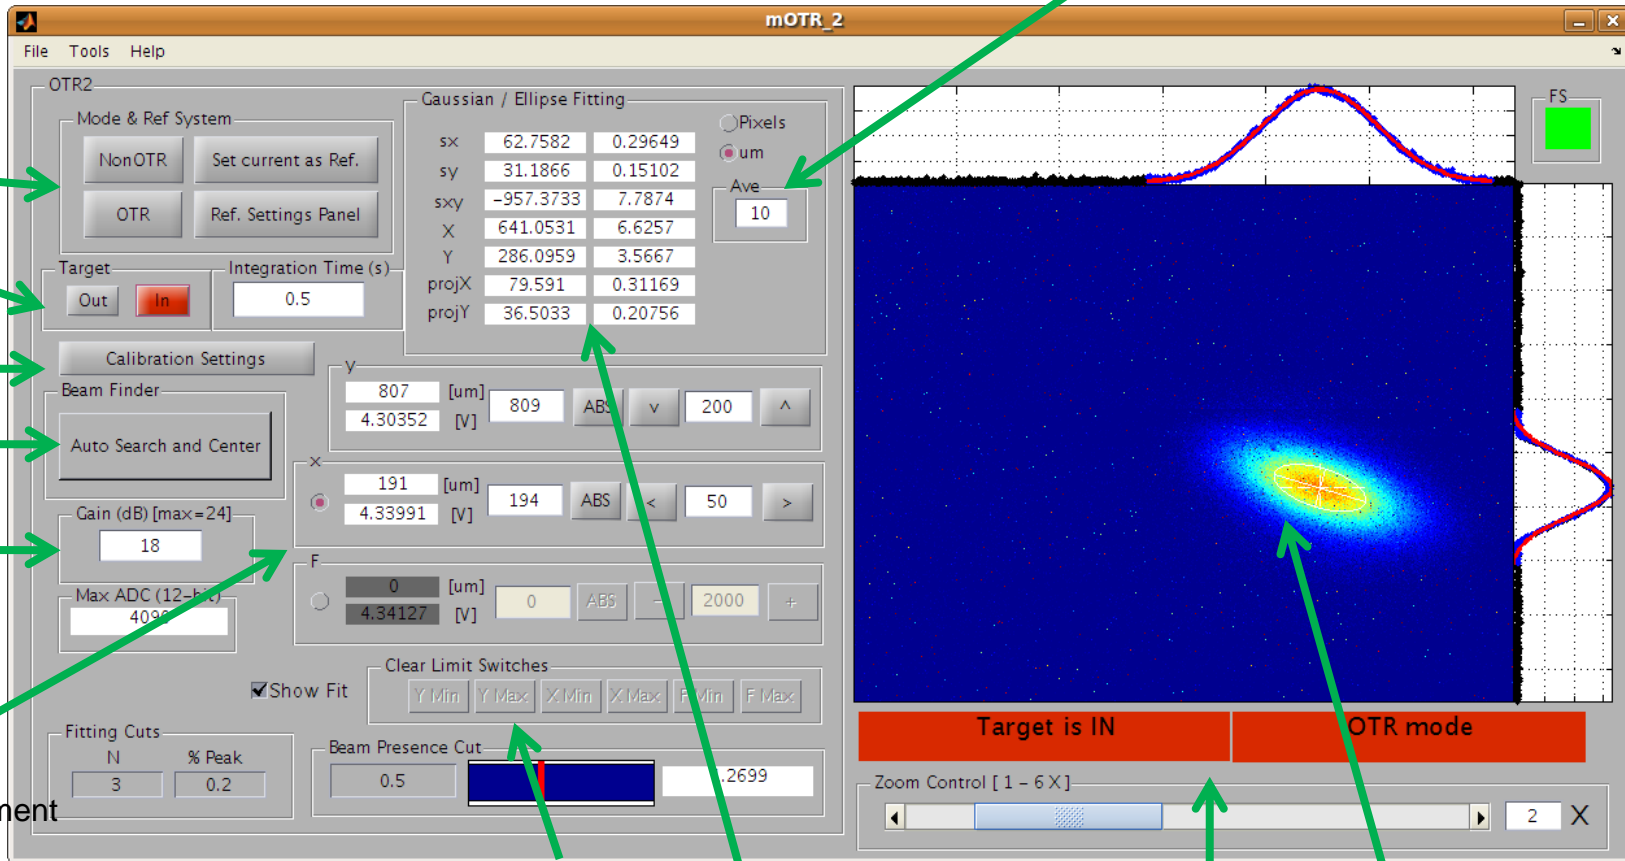 mOTR_2
File Tools Help
OTR2
Mode & Ref System
NonOTR Set current as Ref.
OTR Ref. Settings Panel
Target
Out In
Integration Time (s)
0.5
Gaussian / Ellipse Fitting
sx 62.7582 0.29649
sy 31.1866 0.15102
sxy -957.3733 7.7874
X 641.0531 6.6257
Y 286.0959 3.5667
projX 79.591 0.31169
projY 36.5033 0.20756
Pixels
um
Ave
10
FS
Calibration Settings
Beam Finder
Auto Search and Center
Gain (dB) [max=24]
18
Max ADC (12-bit)
y
807 [um] 809 ABS v 200 ^
4.30352 [V]
x
191 [um] 194 ABS < 50 >
4.33991 [V]
F
0 [um] 0 ABS - 2000 +
4.34127 [V]
Show Fit
Clear Limit Switches
Y Min Y Max X Min X Max F Min F Max
Fitting Cuts
N % Peak
3 0.2
Beam Presence Cut
0.5 .2699
Target is IN OTR mode
Zoom Control [ 1 - 6 X ]
2 X